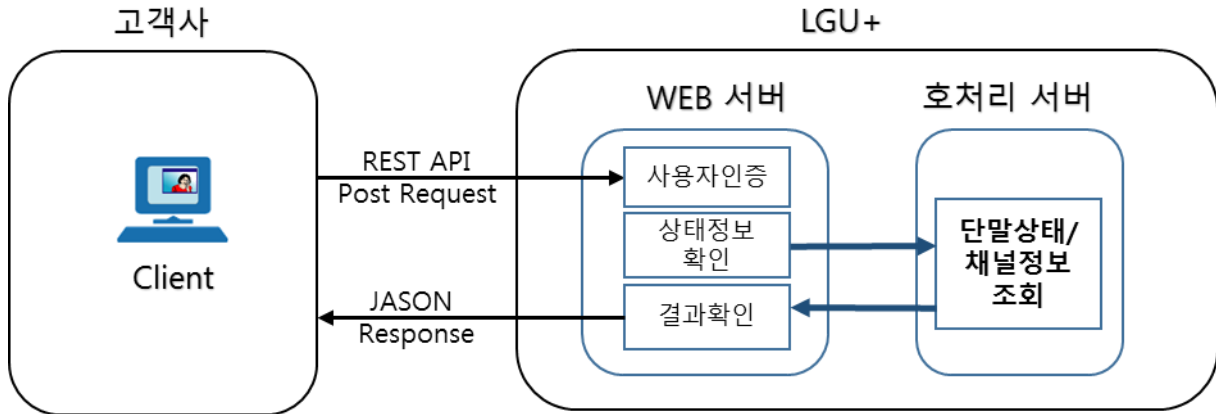 고객사
LGU+
WEB 서버
호처리 서버
REST API
Post Request
사용자인증
상태정보
확인
단말상태/
채널정보
조회
Client
JASON
Response
결과확인